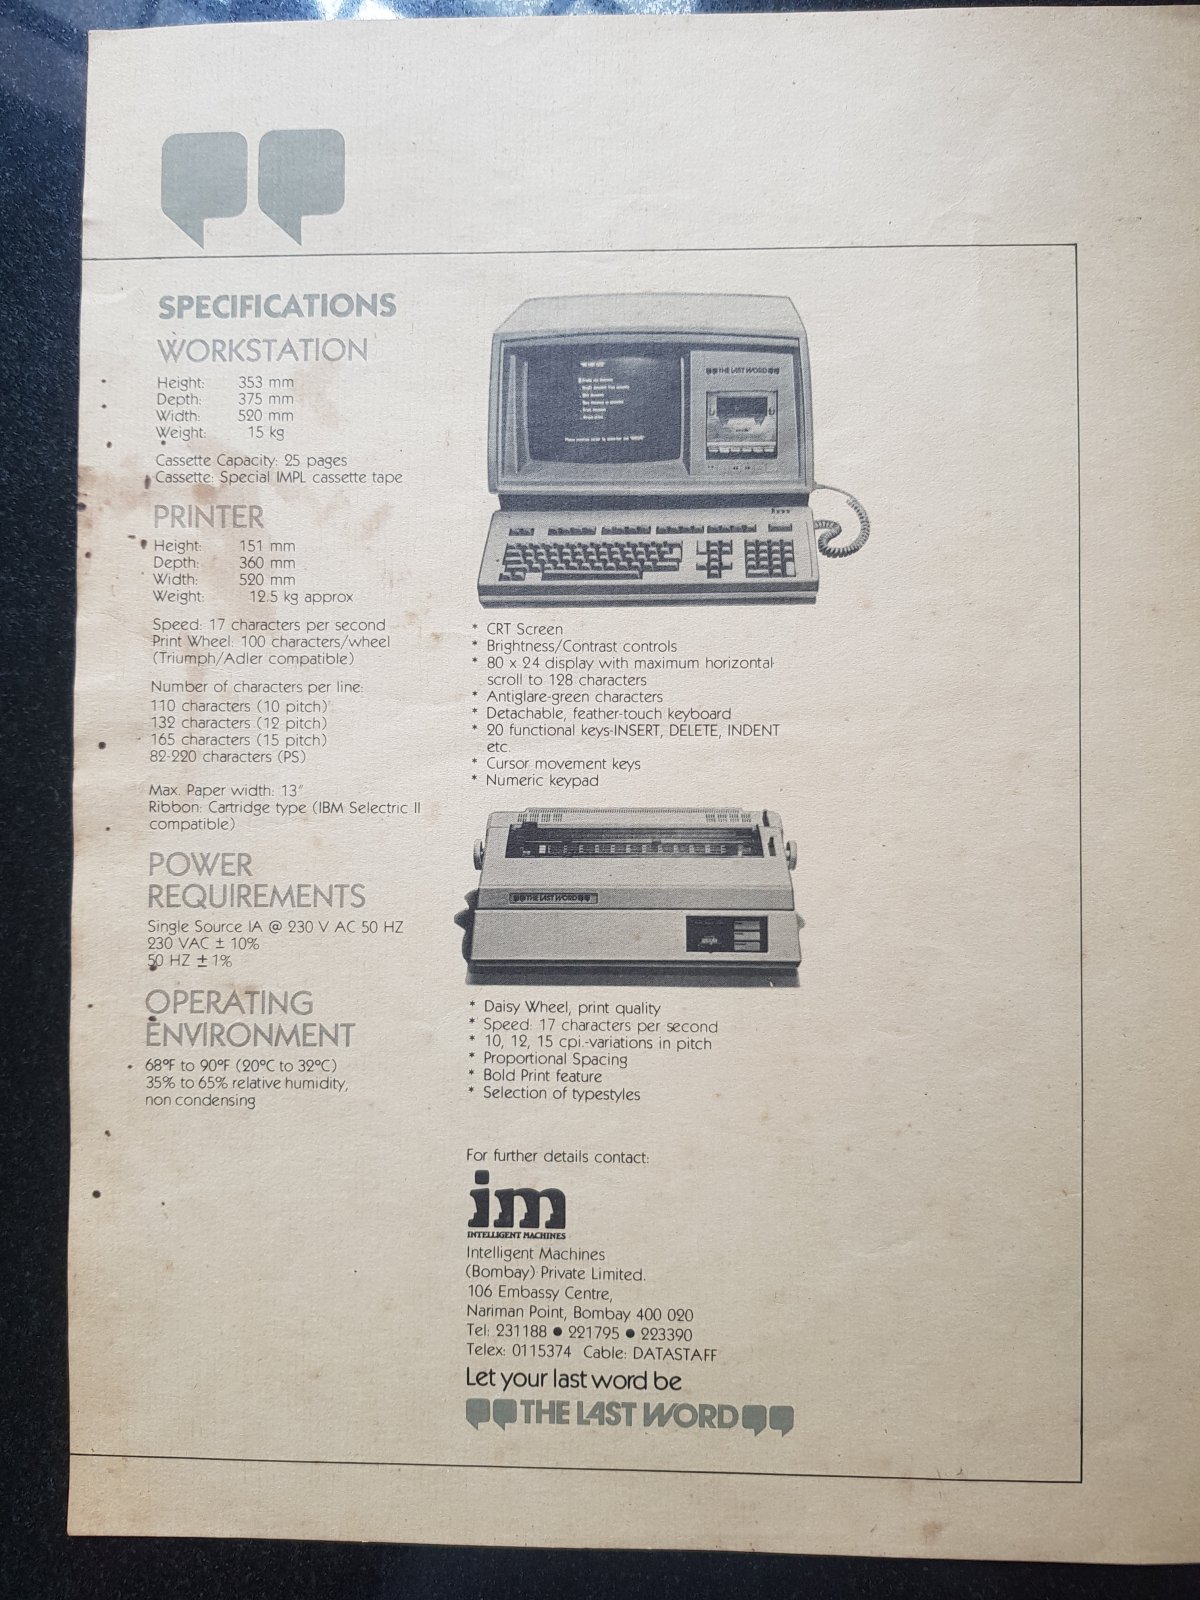 SPECIFICATIONS
WORKSTATION
Height: 353 mm
Depth: 375 mm
Width: 520 mm
Weight: 15 kg
Cassette Capacity: 25 pages
Cassette: Special IMPL cassette tape
PRINTER
Height: 151 mm
Depth: 360 mm
Width: 520 mm
Weight: 12.5 kg approx
Speed: 17 characters per second
Print Wheel: 100 characters/wheel
(Triumph/Adler compatible)
Number of characters per line:
110 characters (10 pitch)
132 characters (12 pitch)
165 characters (15 pitch)
82-220 characters (PS)
Max. Paper width: 13"
Ribbon: Cartridge type (IBM Selectric II
compatible)
POWER
REQUIREMENTS
Single Source IA @ 230 V AC 50 HZ
230 VAC ± 10%
50 HZ ± 1%
OPERATING
ENVIRONMENT
68°F to 90°F (20°C to 32°C)
35% to 65% relative humidity,
non condensing
THE LAST WORD
* CRT Screen
* Brightness/Contrast controls
* 80 x 24 display with maximum horizontal
scroll to 128 characters
* Antiglare-green characters
* Detachable, feather-touch keyboard
* 20 functional keys-INSERT, DELETE, INDENT
etc.
* Cursor movement keys
* Numeric keypad
THE LAST WORD
* Daisy Wheel, print quality
* Speed: 17 characters per second
* 10, 12, 15 cpi.-variations in pitch
* Proportional Spacing
* Bold Print feature
* Selection of typestyles
For further details contact:
im
INTELLIGENT MACHINES
Intelligent Machines
(Bombay) Private Limited.
106 Embassy Centre,
Nariman Point, Bombay 400 020
Tel: 231188 ● 221795 ● 223390
Telex: 0115374 Cable: DATASTAFF
Let your last word be
THE LAST WORD